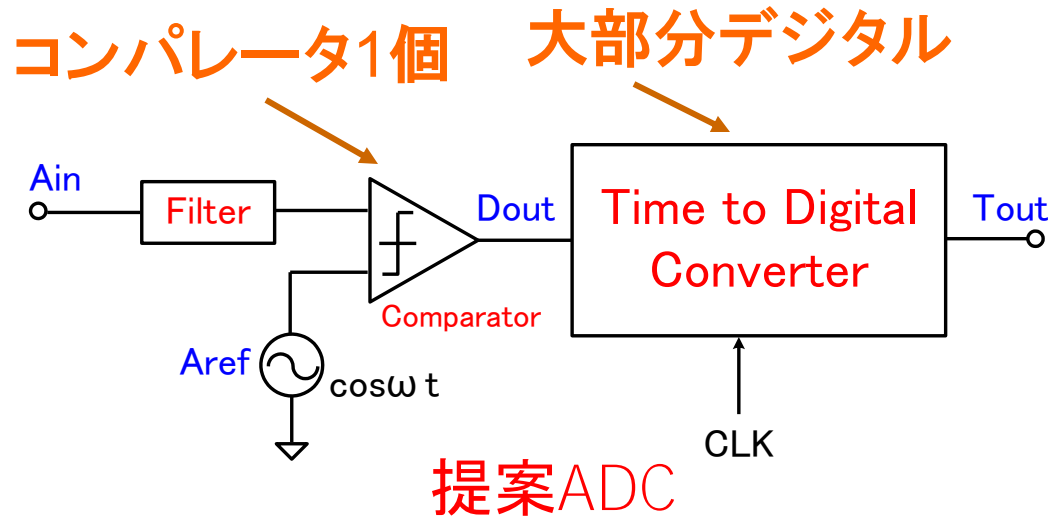 コンパレータ1個
大部分デジタル
Ain
Filter
Dout
Time to Digital
Converter
Tout
Comparator
Aref
cosω t
CLK
提案ADC